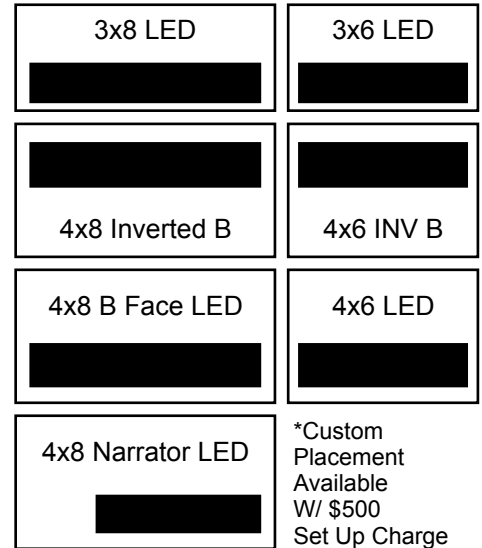 3x8 LED
3x6 LED
4x8 Inverted B
4x6 INV B
4x8 B Face LED
4x6 LED
4x8 Narrator LED
*Custom
Placement
Available
W/ $500
Set Up Charge